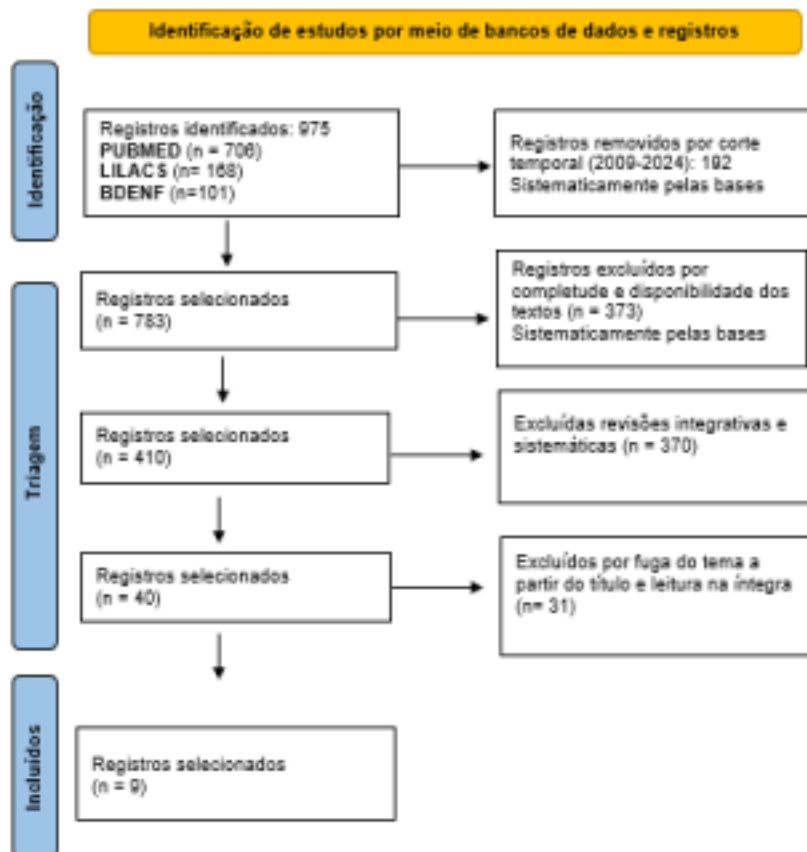 Identificação de estudos por meio de bancos de dados e registros
Identificação
Registros identificados: 975
PUBMED (n = 706)
LILACS (n= 168)
BDENF (n=101)
Registros removidos por corte
temporal (2009-2024): 192
Sistematicamente pelas bases
Triagem
Registros selecionados
(n = 783)
Registros excluídos por
completude e disponibilidade dos
textos (n = 373)
Sistematicamente pelas bases
Registros selecionados
(n = 410)
Excluídas revisões integrativas e
sistemáticas (n = 370)
Registros selecionados
(n = 40)
Excluídos por fuga do tema a
partir do título e leitura na íntegra
(n= 31)
Incluídos
Registros selecionados
(n = 9)